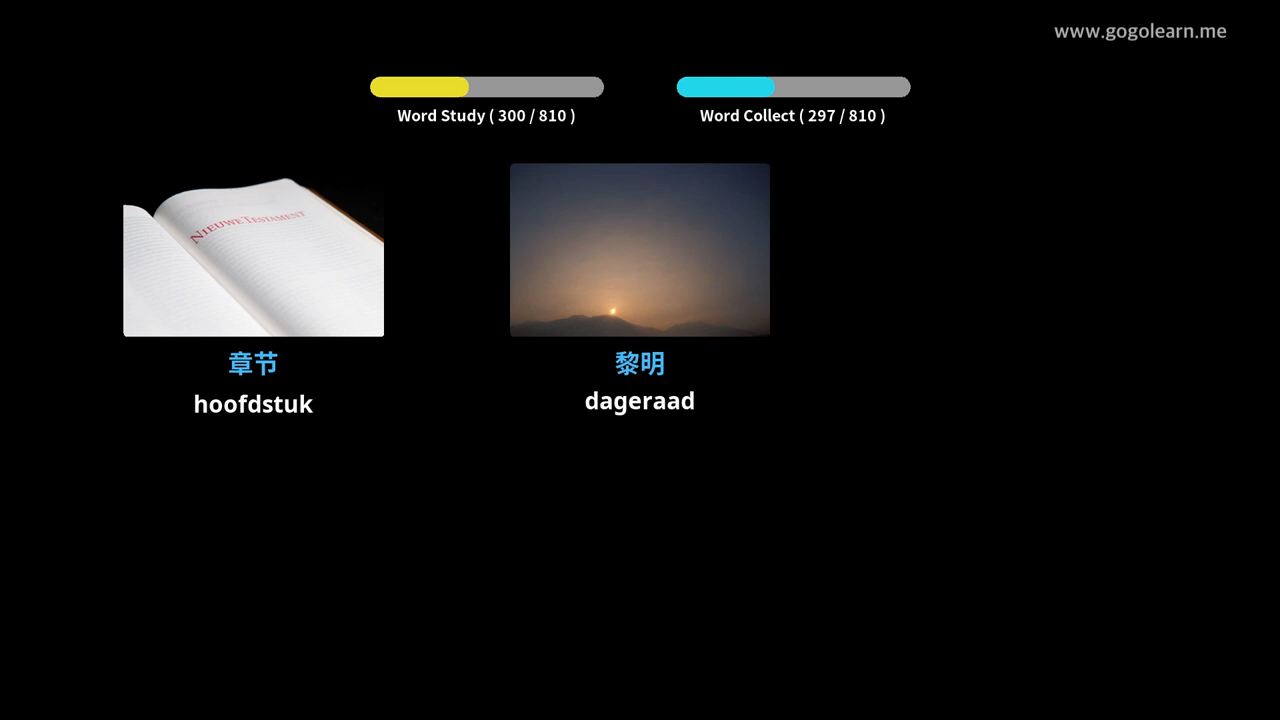 www.gogolearn.me
Word Study ( 300 / 810 )
Word Collect ( 297 / 810 )
NIEUWE TESTAMENT
章节
hoofdstuk
黎明
dageraad